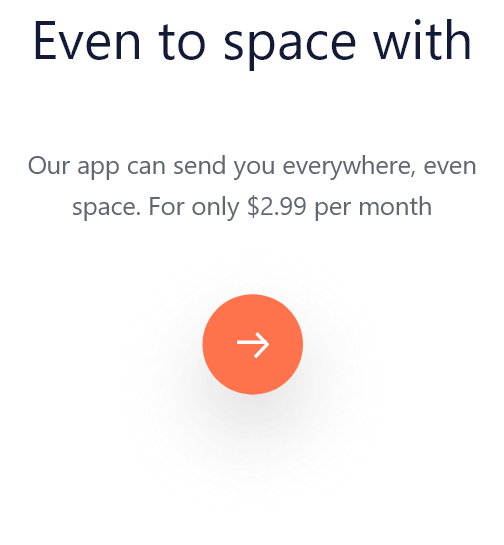 Even to space with
Our app can send you everywhere, even
space. For only $2.99 per month